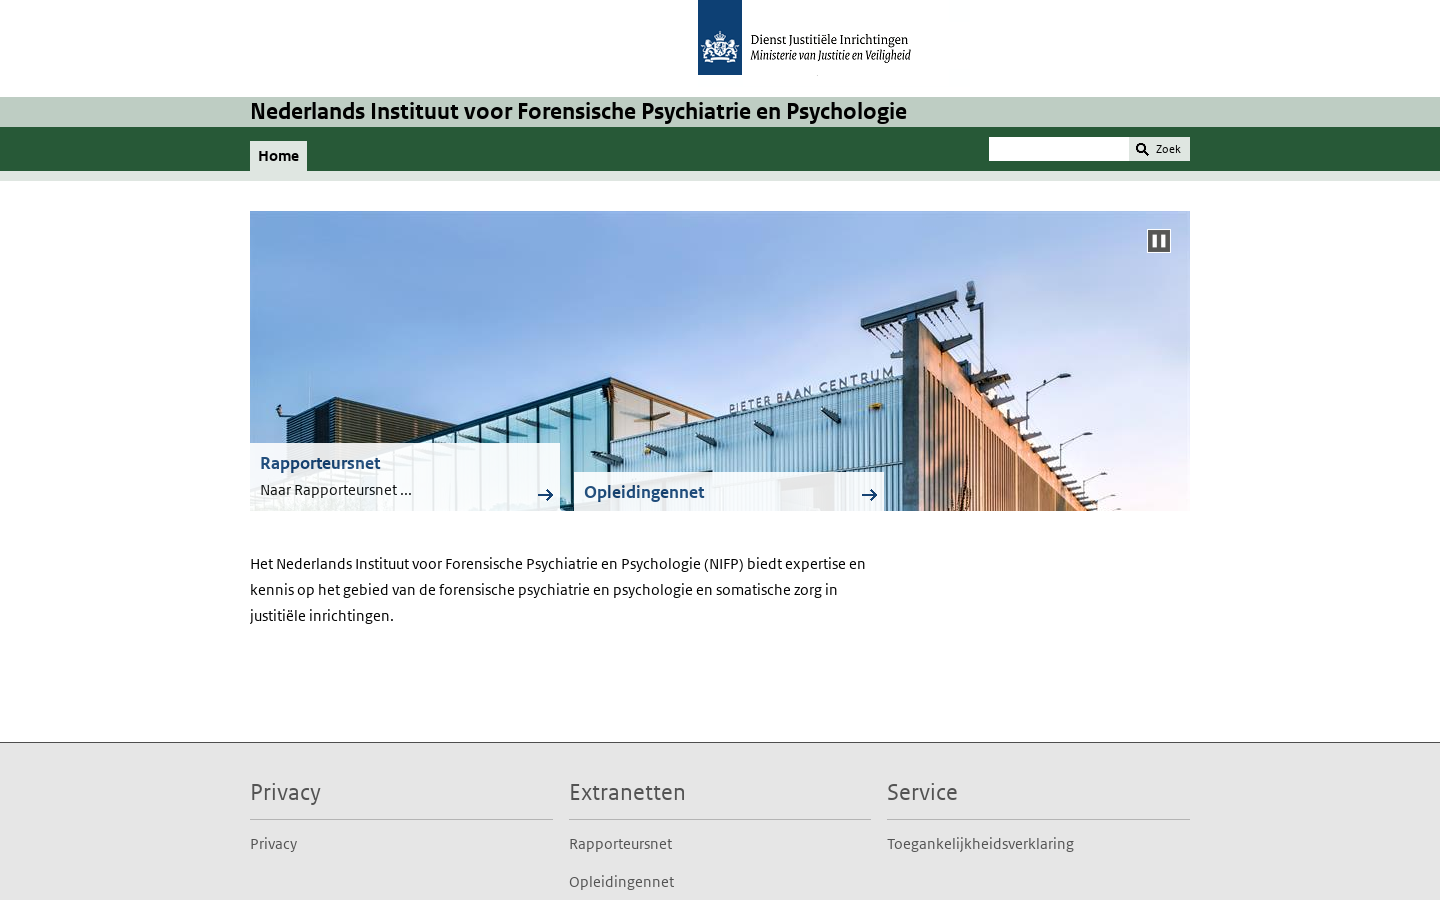 Dienst Justitiële Inrichtingen
Ministerie van Justitie en Veiligheid
Nederlands Instituut voor Forensische Psychiatrie en Psychologie
Home
Zoek
PIETER BAAN CENTRUM
Rapporteursnet
Naar Rapporteursnet ...
Opleidingennet
Het Nederlands Instituut voor Forensische Psychiatrie en Psychologie (NIFP) biedt expertise en
kennis op het gebied van de forensische psychiatrie en psychologie en somatische zorg in
justitiële inrichtingen.
Privacy
Extranetten
Service
Privacy
Rapporteursnet
Toegankelijkheidsverklaring
Opleidingennet